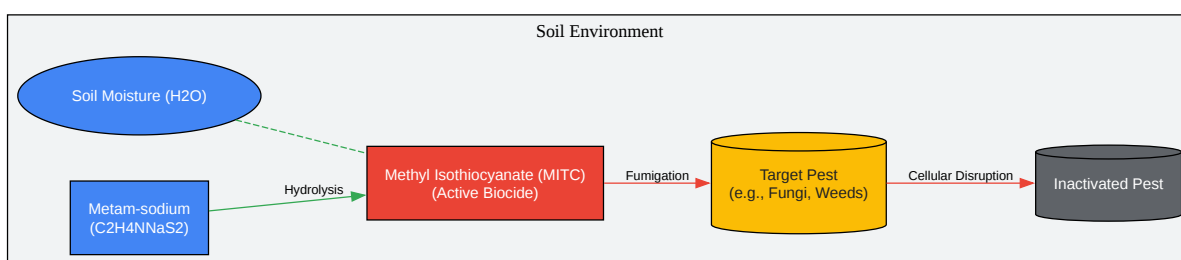 Soil Environment
Soil Moisture (H2O)
Metam-sodium
(C2H4NNaS2)
Hydrolysis
Methyl Isothiocyanate (MITC)
(Active Biocide)
Fumigation
Target Pest
(e.g., Fungi, Weeds)
Cellular Disruption
Inactivated Pest